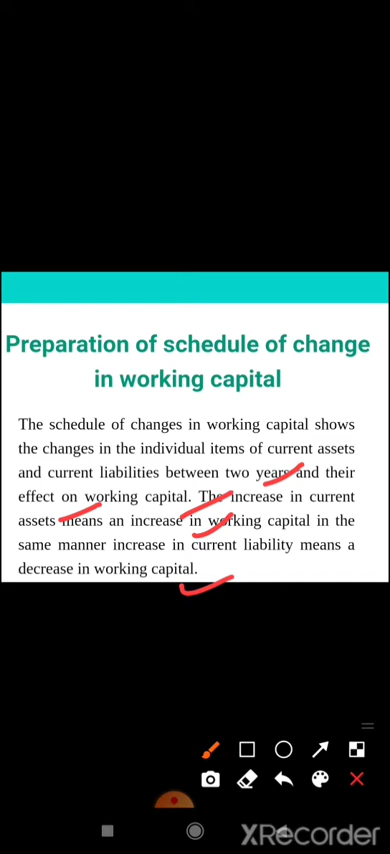 Preparation of schedule of change
in working capital
The schedule of changes in working capital shows
the changes in the individual items of current assets
and current liabilities between two years and their
effect on working capital. The increase in current
assets means an increase in working capital in the
same manner increase in current liability means a
decrease in working capital.
XRecorder